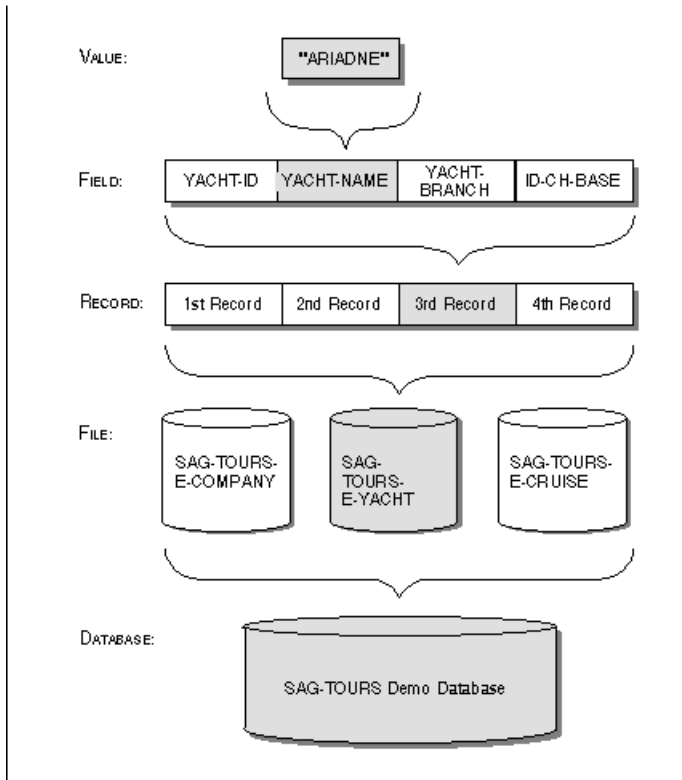 VALUE:
"ARIADNE"
FIELD:
YACHT-ID
YACHT-NAME
YACHT-
BRANCH
ID-CH-BASE
RECORD:
1st Record
2nd Record
3rd Record
4th Record
FILE:
SAG-TOURS-
E-COMPANY
SAG-
TOURS-
E-YACHT
SAG-TOURS-
E-CRUISE
DATABASE:
SAG-TOURS Demo Database